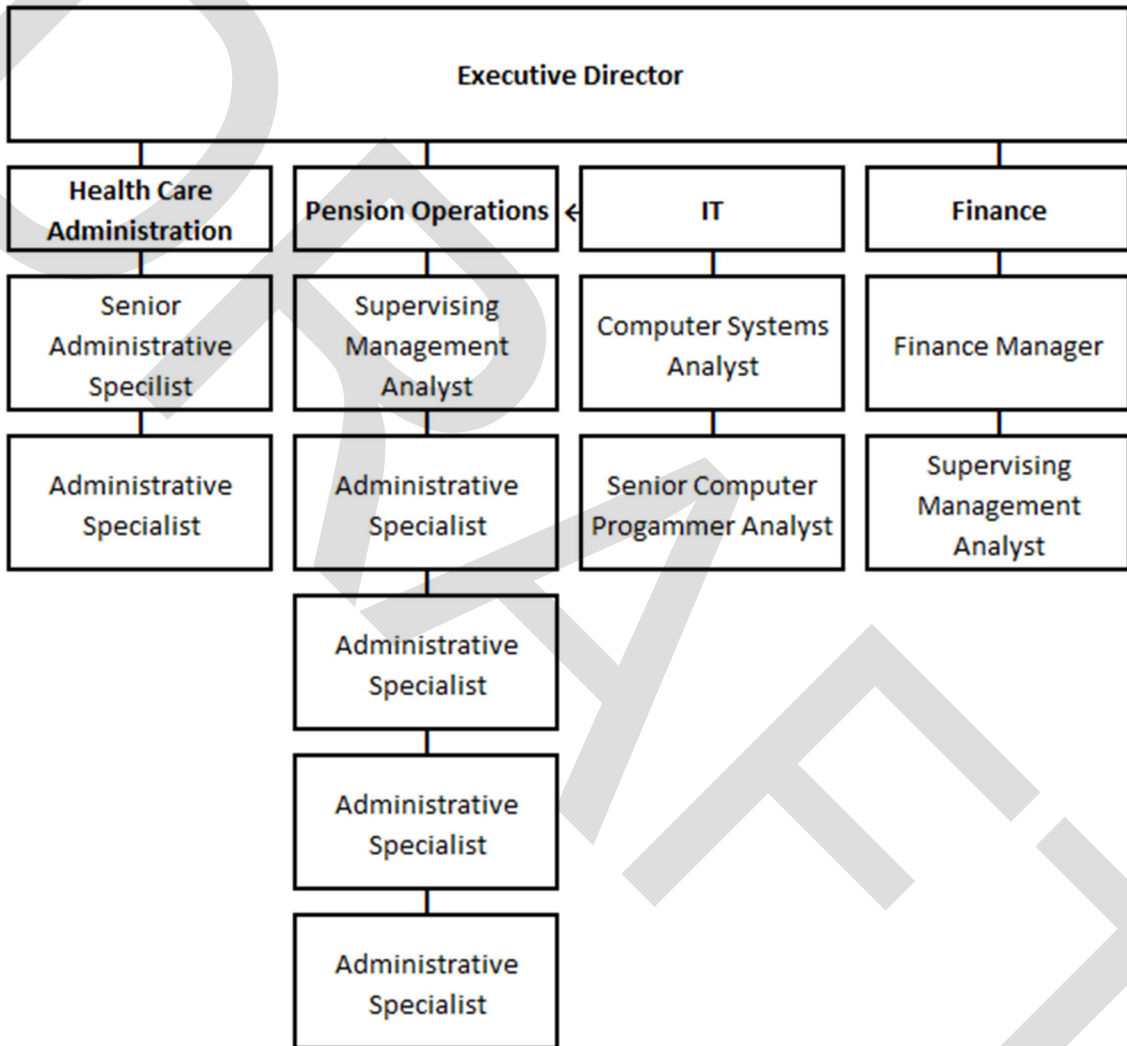 Executive Director
Health Care
Administration
Pension Operations
IT
Finance
Senior
Administrative
Specilist
Supervising
Management
Analyst
Computer Systems
Analyst
Finance Manager
Administrative
Specialist
Administrative
Specialist
Senior Computer
Progammer Analyst
Supervising
Management
Analyst
Administrative
Specialist
Administrative
Specialist
Administrative
Specialist
DRAFT